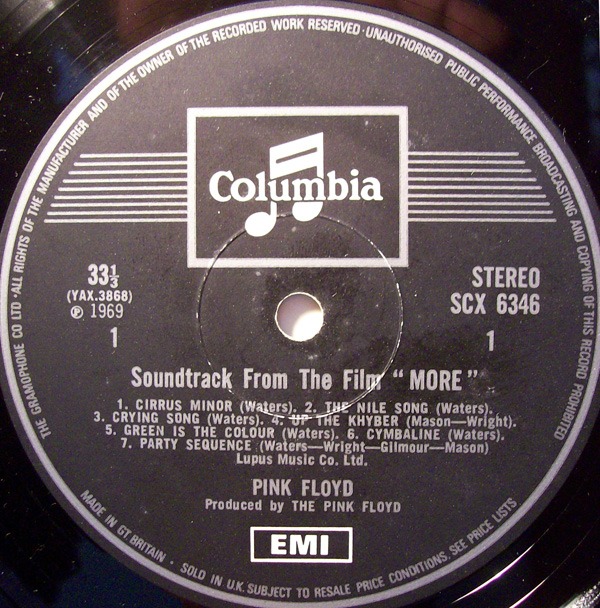 THE GRAMOPHONE CO LTD · ALL RIGHTS OF THE MANUFACTURER AND OF THE OWNER OF THE RECORDED WORK RESERVED · UNAUTHORISED PUBLIC PERFORMANCE BROADCASTING AND COPYING OF THIS RECORD PROHIBITED
Columbia
33⅓
(YAX.3868)
℗ 1969
1
STEREO
SCX 6346
1
Soundtrack From The Film “ MORE ”
1. CIRRUS MINOR (Waters). 2. THE NILE SONG (Waters).
3. CRYING SONG (Waters). 4. UP THE KHYBER (Mason—Wright).
5. GREEN IS THE COLOUR (Waters). 6. CYMBALINE (Waters).
7. PARTY SEQUENCE (Waters—Wright—Gilmour—Mason)
Lupus Music Co. Ltd.
PINK FLOYD
Produced by THE PINK FLOYD
EMI
MADE IN GT BRITAIN · SOLD IN U.K. SUBJECT TO RESALE PRICE CONDITIONS, SEE PRICE LISTS